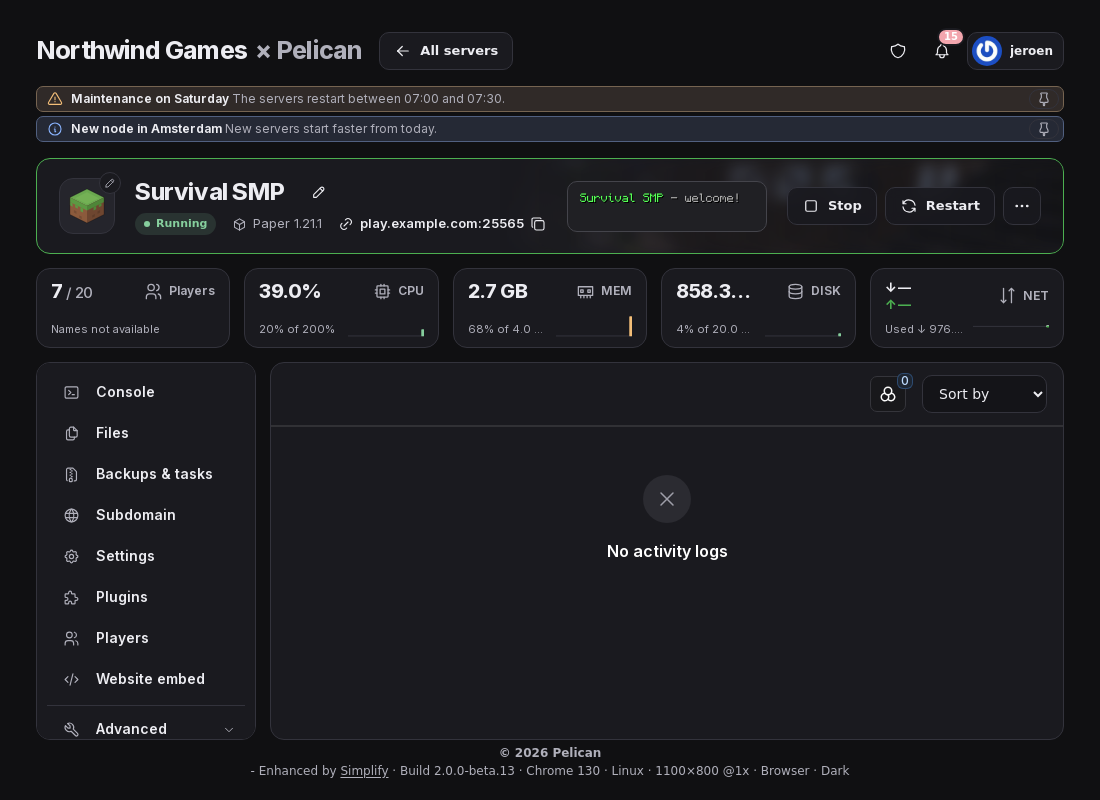 Northwind Games × Pelican
All servers
15
jeroen
Maintenance on Saturday The servers restart between 07:00 and 07:30.
New node in Amsterdam New servers start faster from today.
Survival SMP
Running
Paper 1.21.1
play.example.com:25565
Survival SMP — welcome!
Stop
Restart
7 / 20
Players
Names not available
39.0%
CPU
20% of 200%
2.7 GB
MEM
68% of 4.0 ...
858.3...
DISK
4% of 20.0 ...
↓—
↑—
NET
Used ↓ 976....
Console
Files
Backups & tasks
Subdomain
Settings
Plugins
Players
Website embed
Advanced
0
Sort by
No activity logs
© 2026 Pelican
- Enhanced by Simplify · Build 2.0.0-beta.13 · Chrome 130 · Linux · 1100×800 @1x · Browser · Dark